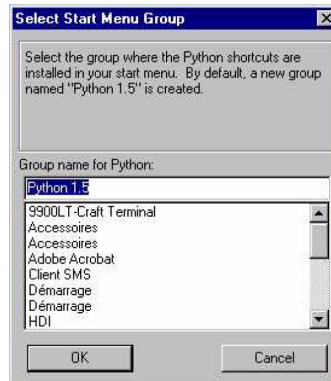 Select Start Menu Group
Select the group where the Python shortcuts are
installed in your start menu. By default, a new group
named "Python 1.5" is created.
Group name for Python:
Python 1.5
9900LT-Craft Terminal
Accessoires
Accessoires
Adobe Acrobat
Client SMS
Démarrage
Démarrage
HDI
OK
Cancel